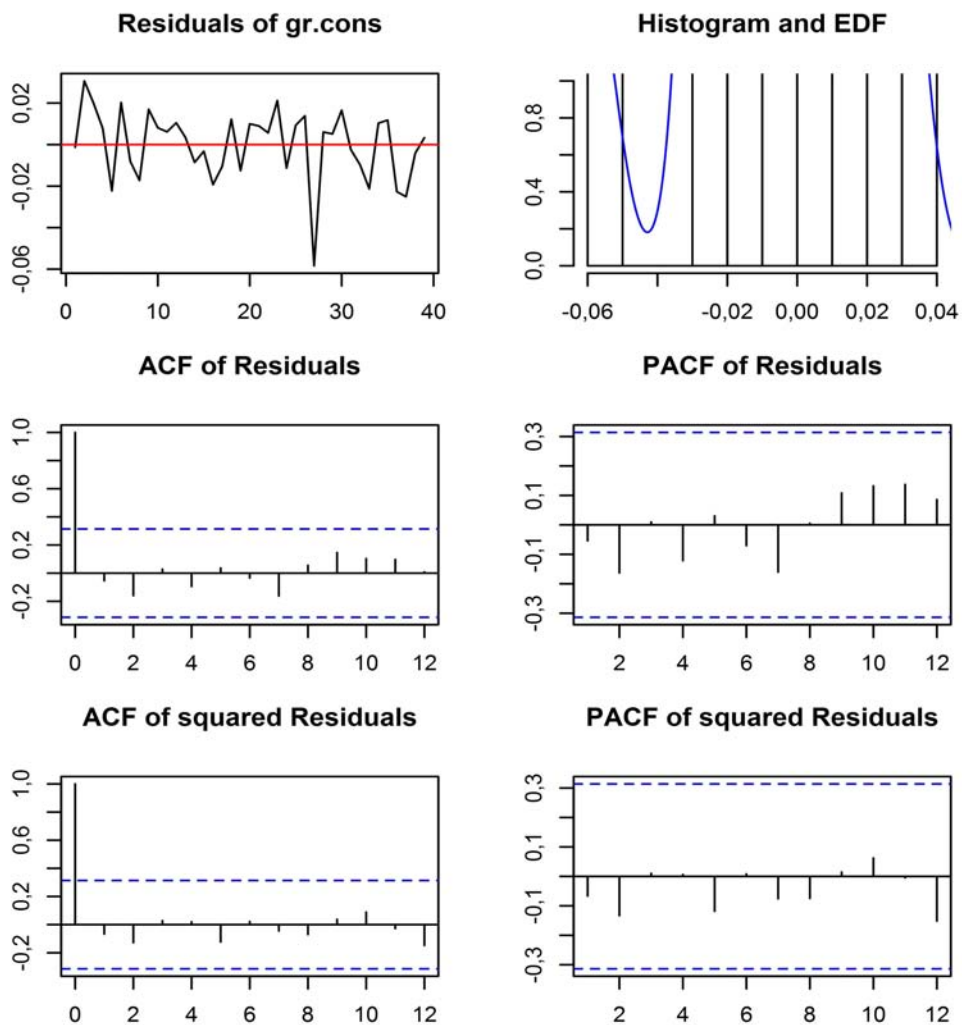 Residuals of gr.cons
0,02
-0,02
-0,06
0 10 20 30 40
Histogram and EDF
0,8
0,4
0,0
-0,06 -0,02 0,00 0,02 0,04
ACF of Residuals
1,0
0,6
0,2
-0,2
0 2 4 6 8 10 12
PACF of Residuals
0,3
0,1
-0,1
-0,3
2 4 6 8 10 12
ACF of squared Residuals
1,0
0,6
0,2
-0,2
0 2 4 6 8 10 12
PACF of squared Residuals
0,3
0,1
-0,1
-0,3
2 4 6 8 10 12